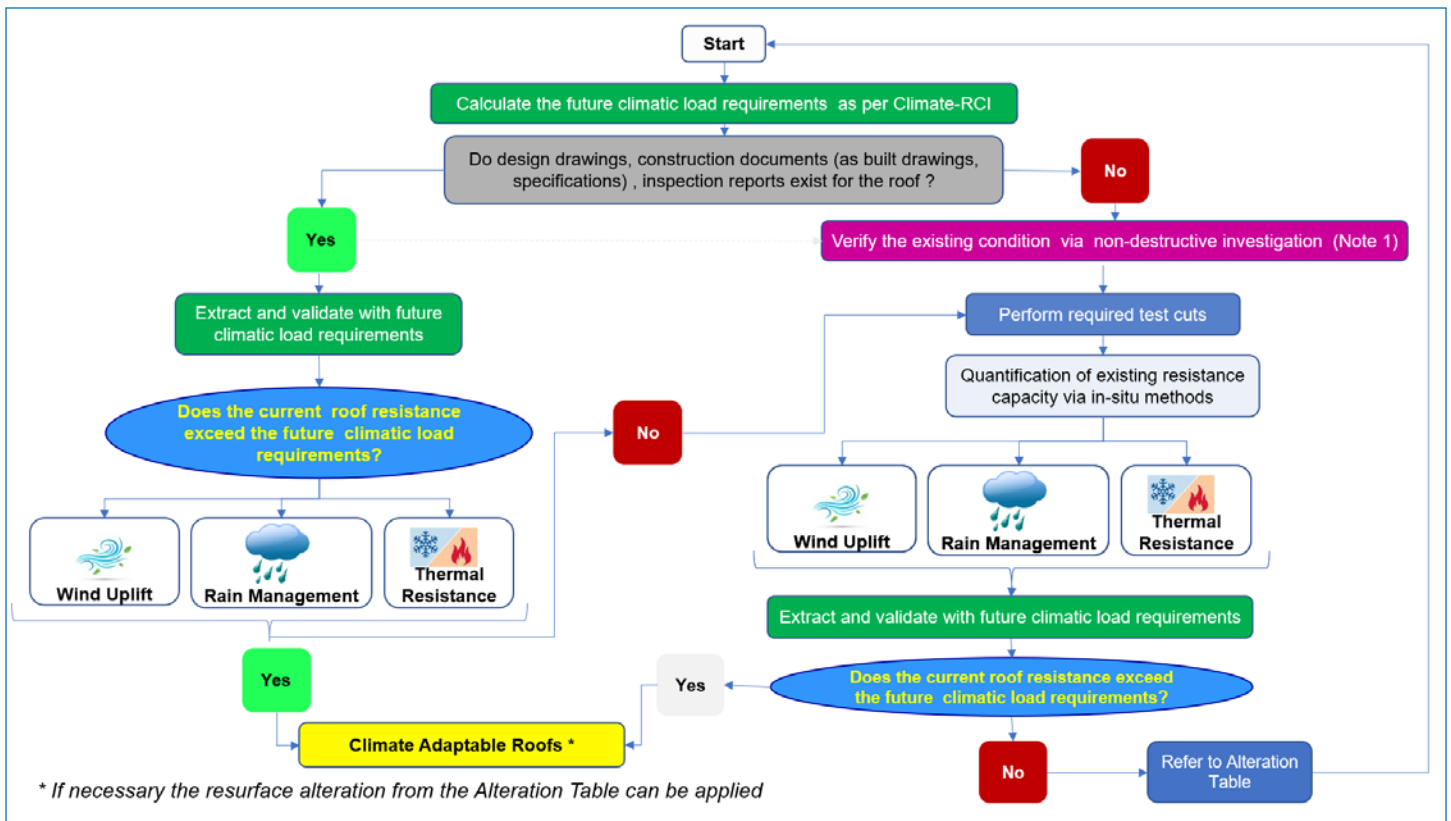 Start
Calculate the future climatic load requirements as per Climate-RCI
Do design drawings, construction documents (as built drawings,
specifications) , inspection reports exist for the roof ?
No
Yes
Verify the existing condition via non-destructive investigation (Note 1)
Extract and validate with future
climatic load requirements
Perform required test cuts
Quantification of existing resistance
capacity via in-situ methods
Does the current roof resistance
exceed the future climatic load
requirements?
No
Wind Uplift
Rain Management
Thermal
Resistance
Wind Uplift
Rain Management
Thermal
Resistance
Extract and validate with future climatic load requirements
Yes
Yes
Does the current roof resistance exceed
the future climatic load requirements?
Climate Adaptable Roofs *
No
Refer to Alteration
Table
* If necessary the resurface alteration from the Alteration Table can be applied